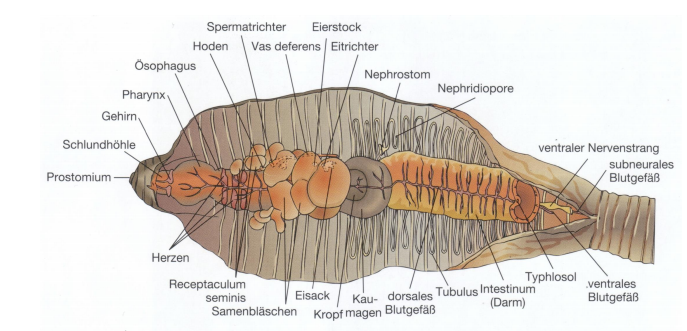 Spermatrichter
Eierstock
Hoden
Vas deferens
Eitrichter
Ösophagus
Nephrostom
Pharynx
Nephridiopore
Gehirn
Schlundhöhle
ventraler Nervenstrang
subneurales
Blutgefäß
Prostomium
Herzen
Receptaculum
seminis
Samenbläschen
Eisack
Kropf
Kau-
magen
dorsales
Blutgefäß
Tubulus
Intestinum
(Darm)
Typhlosol
.ventrales
Blutgefäß